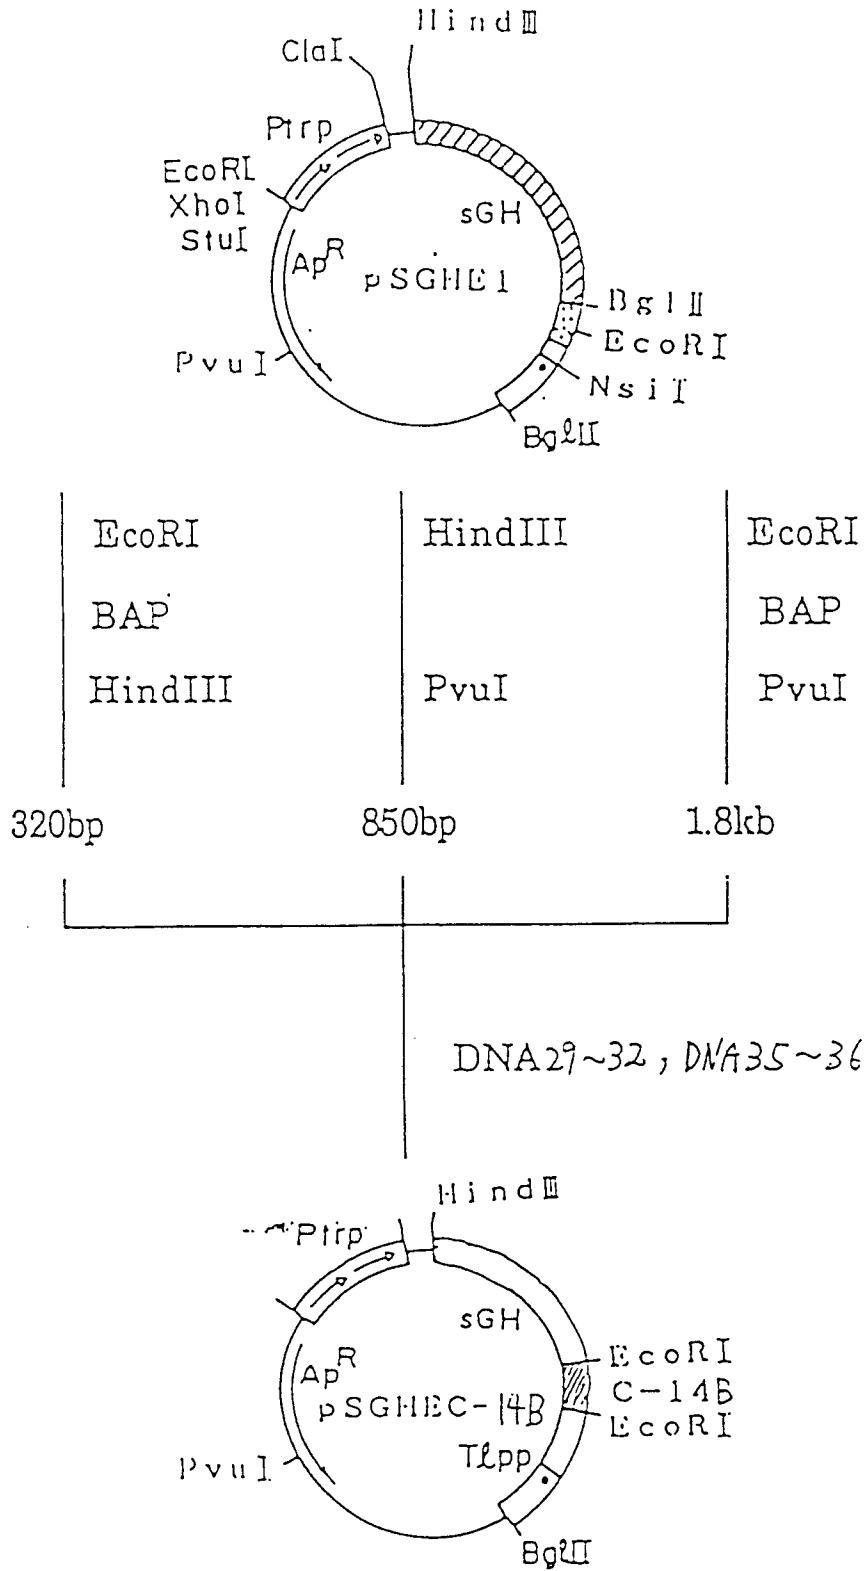 HindⅢ
ClaI
Ptrp
EcoRI
XhoI
StuI
sGH
Ap^R
pSGHE1
BglⅡ
EcoRI
PvuI
NsiI
BglII
EcoRI
HindIII
EcoRI
BAP
BAP
HindIII
PvuI
PvuI
320bp
850bp
1.8kb
DNA29~32, DNA35~36
HindⅢ
Ptrp
sGH
EcoRI
Ap^R
C-14B
pSGHEC-14B
EcoRI
Tlpp
PvuI
BglII